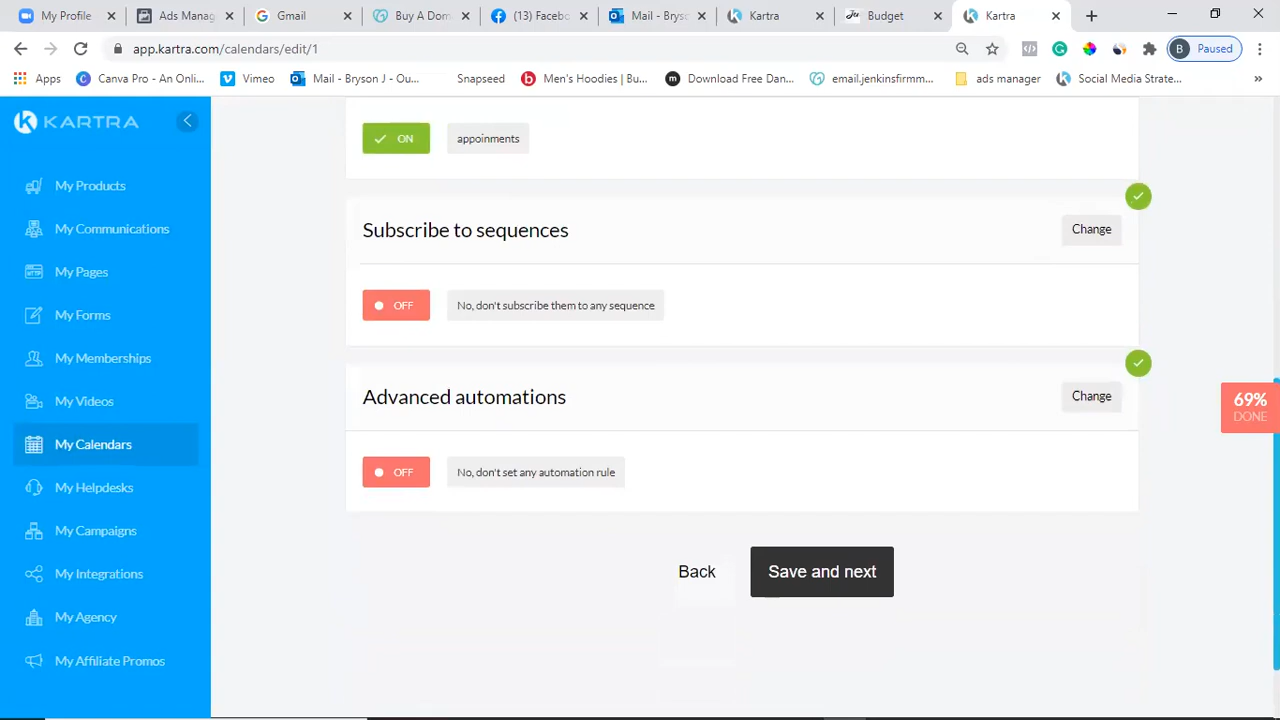 My Profile
Ads Manag
Gmail
Buy A Dom
(13) Facebo
Mail - Bryso
Kartra
Budget
Kartra
app.kartra.com/calendars/edit/1
B Paused
Apps
Canva Pro - An Onli...
Vimeo
Mail - Bryson J - Ou...
Snapseed
Men's Hoodies | Bu...
Download Free Dan...
email.jenkinsfirmm...
ads manager
Social Media Strate...
»
KARTRA
My Products
My Communications
My Pages
My Forms
My Memberships
My Videos
My Calendars
My Helpdesks
My Campaigns
My Integrations
My Agency
My Affiliate Promos
ON appoinments
Subscribe to sequences
Change
OFF No, don't subscribe them to any sequence
Advanced automations
Change
OFF No, don't set any automation rule
69%
DONE
Back
Save and next